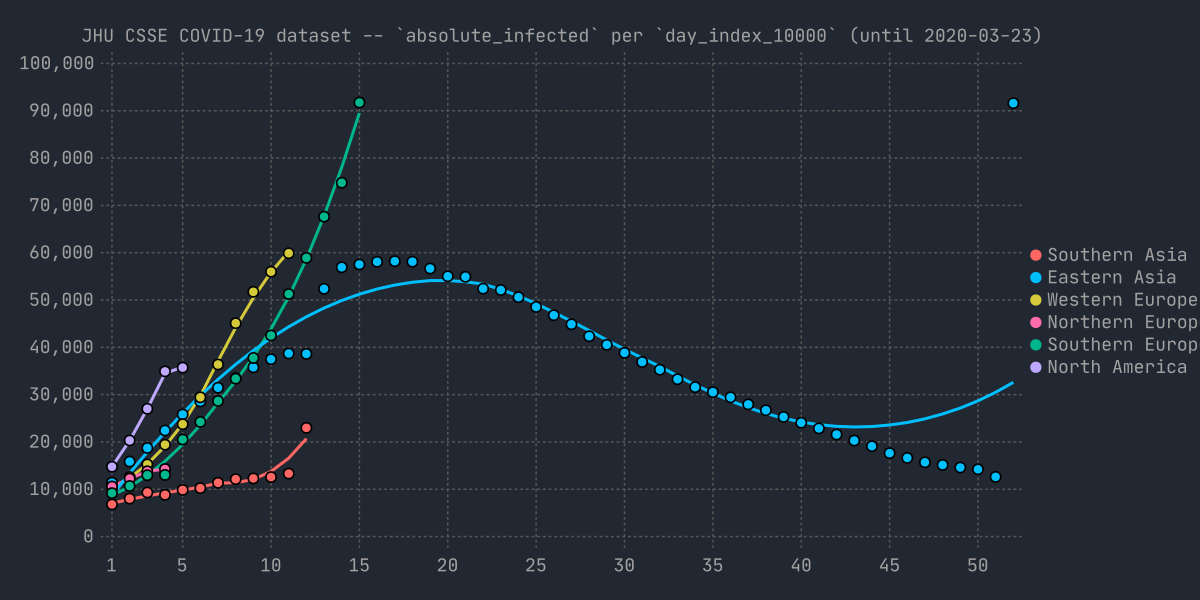 JHU CSSE COVID-19 dataset -- `absolute_infected` per `day_index_10000` (until 2020-03-23)
100,000
90,000
80,000
70,000
60,000
50,000
40,000
30,000
20,000
10,000
0
1 5 10 15 20 25 30 35 40 45 50
Southern Asia
Eastern Asia
Western Europe
Northern Europ
Southern Europ
North America